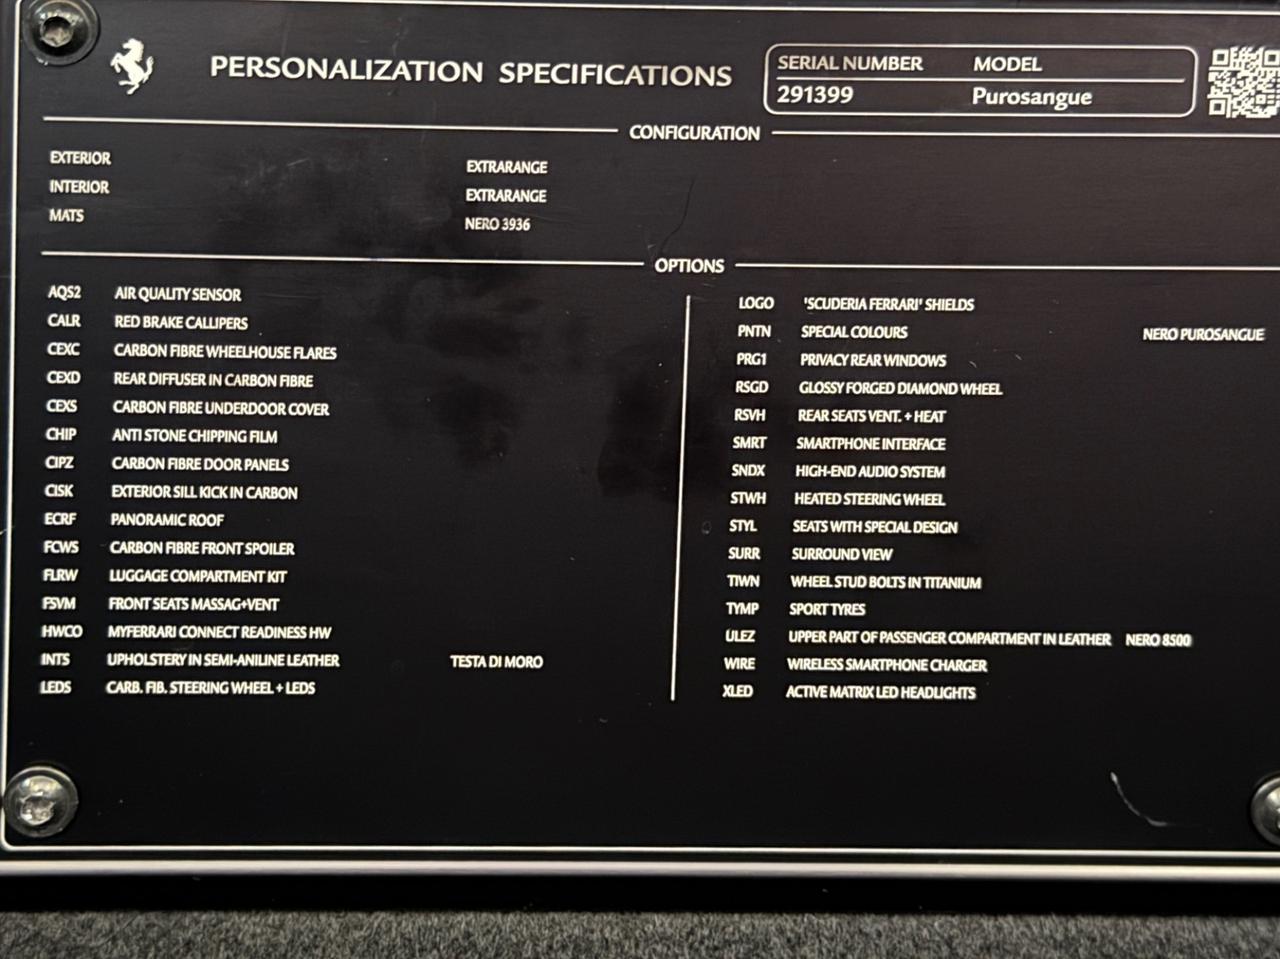 PERSONALIZATION SPECIFICATIONS
SERIAL NUMBER MODEL
291399 Purosangue
CONFIGURATION
EXTERIOR EXTRARANGE
INTERIOR EXTRARANGE
MATS NERO 3936
OPTIONS
AQS2 AIR QUALITY SENSOR
CALR RED BRAKE CALLIPERS
CEXC CARBON FIBRE WHEELHOUSE FLARES
CEXD REAR DIFFUSER IN CARBON FIBRE
CEXS CARBON FIBRE UNDERDOOR COVER
CHIP ANTI STONE CHIPPING FILM
CIPZ CARBON FIBRE DOOR PANELS
CISK EXTERIOR SILL KICK IN CARBON
ECRF PANORAMIC ROOF
FCWS CARBON FIBRE FRONT SPOILER
FLRW LUGGAGE COMPARTMENT KIT
FSVM FRONT SEATS MASSAG+VENT
HWCO MYFERRARI CONNECT READINESS HW
INTS UPHOLSTERY IN SEMI-ANILINE LEATHER TESTA DI MORO
LEDS CARB. FIB. STEERING WHEEL + LEDS
LOGO 'SCUDERIA FERRARI' SHIELDS
PNTN SPECIAL COLOURS NERO PUROSANGUE
PRG1 PRIVACY REAR WINDOWS
RSGD GLOSSY FORGED DIAMOND WHEEL
RSVH REAR SEATS VENT. + HEAT
SMRT SMARTPHONE INTERFACE
SNDX HIGH-END AUDIO SYSTEM
STWH HEATED STEERING WHEEL
STYL SEATS WITH SPECIAL DESIGN
SURR SURROUND VIEW
TIWN WHEEL STUD BOLTS IN TITANIUM
TYMP SPORT TYRES
ULEZ UPPER PART OF PASSENGER COMPARTMENT IN LEATHER NERO 8500
WIRE WIRELESS SMARTPHONE CHARGER
XLED ACTIVE MATRIX LED HEADLIGHTS